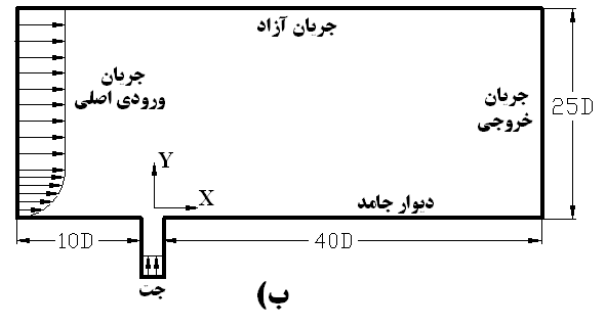 جریان آزاد
جریان
ورودی اصلی
جریان
خروجی
25D
Y
X
دیوار جامد
10D
40D
جت
ب)